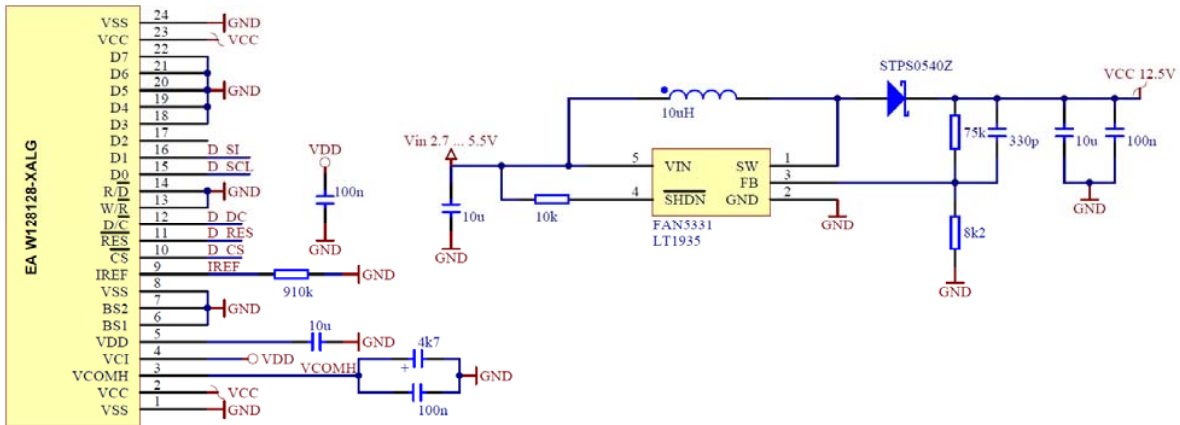 EA W128128-XALG
VSS 24 GND
VCC 23 VCC
D7 22
D6 21
D5 20 GND
D4 19
D3 18
D2 17
D1 16 D_SI
D0 15 D_SCL
R/D 14
W/R 13 GND
D/C 12 D_DC
RES 11 D_RES
CS 10 D_CS
IREF 9 IREF 910k GND
VSS 8
BS2 7 GND
BS1 6
VDD 5 10u GND
VCI 4 VDD
VCOMH 3 VCOMH 4k7 + 100n GND
VCC 2 VCC
VSS 1 GND
VDD
100n
GND
Vin 2.7 ... 5.5V
10u
GND
10k
10uH
5 VIN SW 1
FB 3
4 SHDN GND 2
GND
FAN5331
LT1935
STPS0540Z
VCC 12.5V
75k
330p
10u
100n
GND
8k2
GND